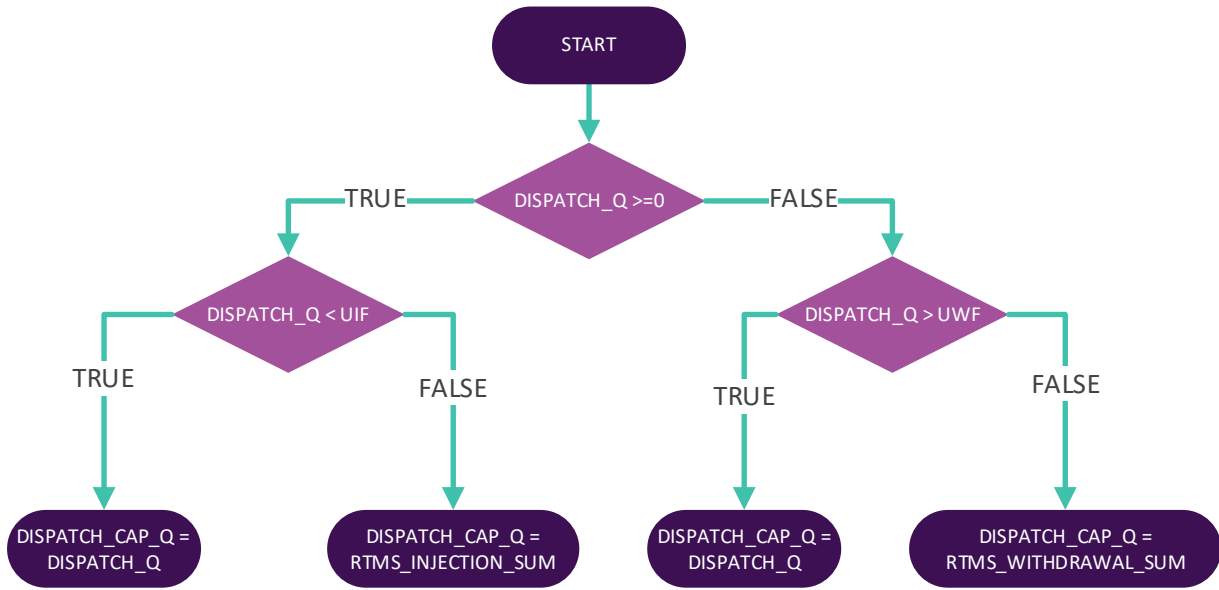 START
DISPATCH_Q >=0
TRUE
FALSE
DISPATCH_Q < UIF
DISPATCH_Q > UWF
TRUE
FALSE
TRUE
FALSE
DISPATCH_CAP_Q =
DISPATCH_Q
DISPATCH_CAP_Q =
RTMS_INJECTION_SUM
DISPATCH_CAP_Q =
DISPATCH_Q
DISPATCH_CAP_Q =
RTMS_WITHDRAWAL_SUM